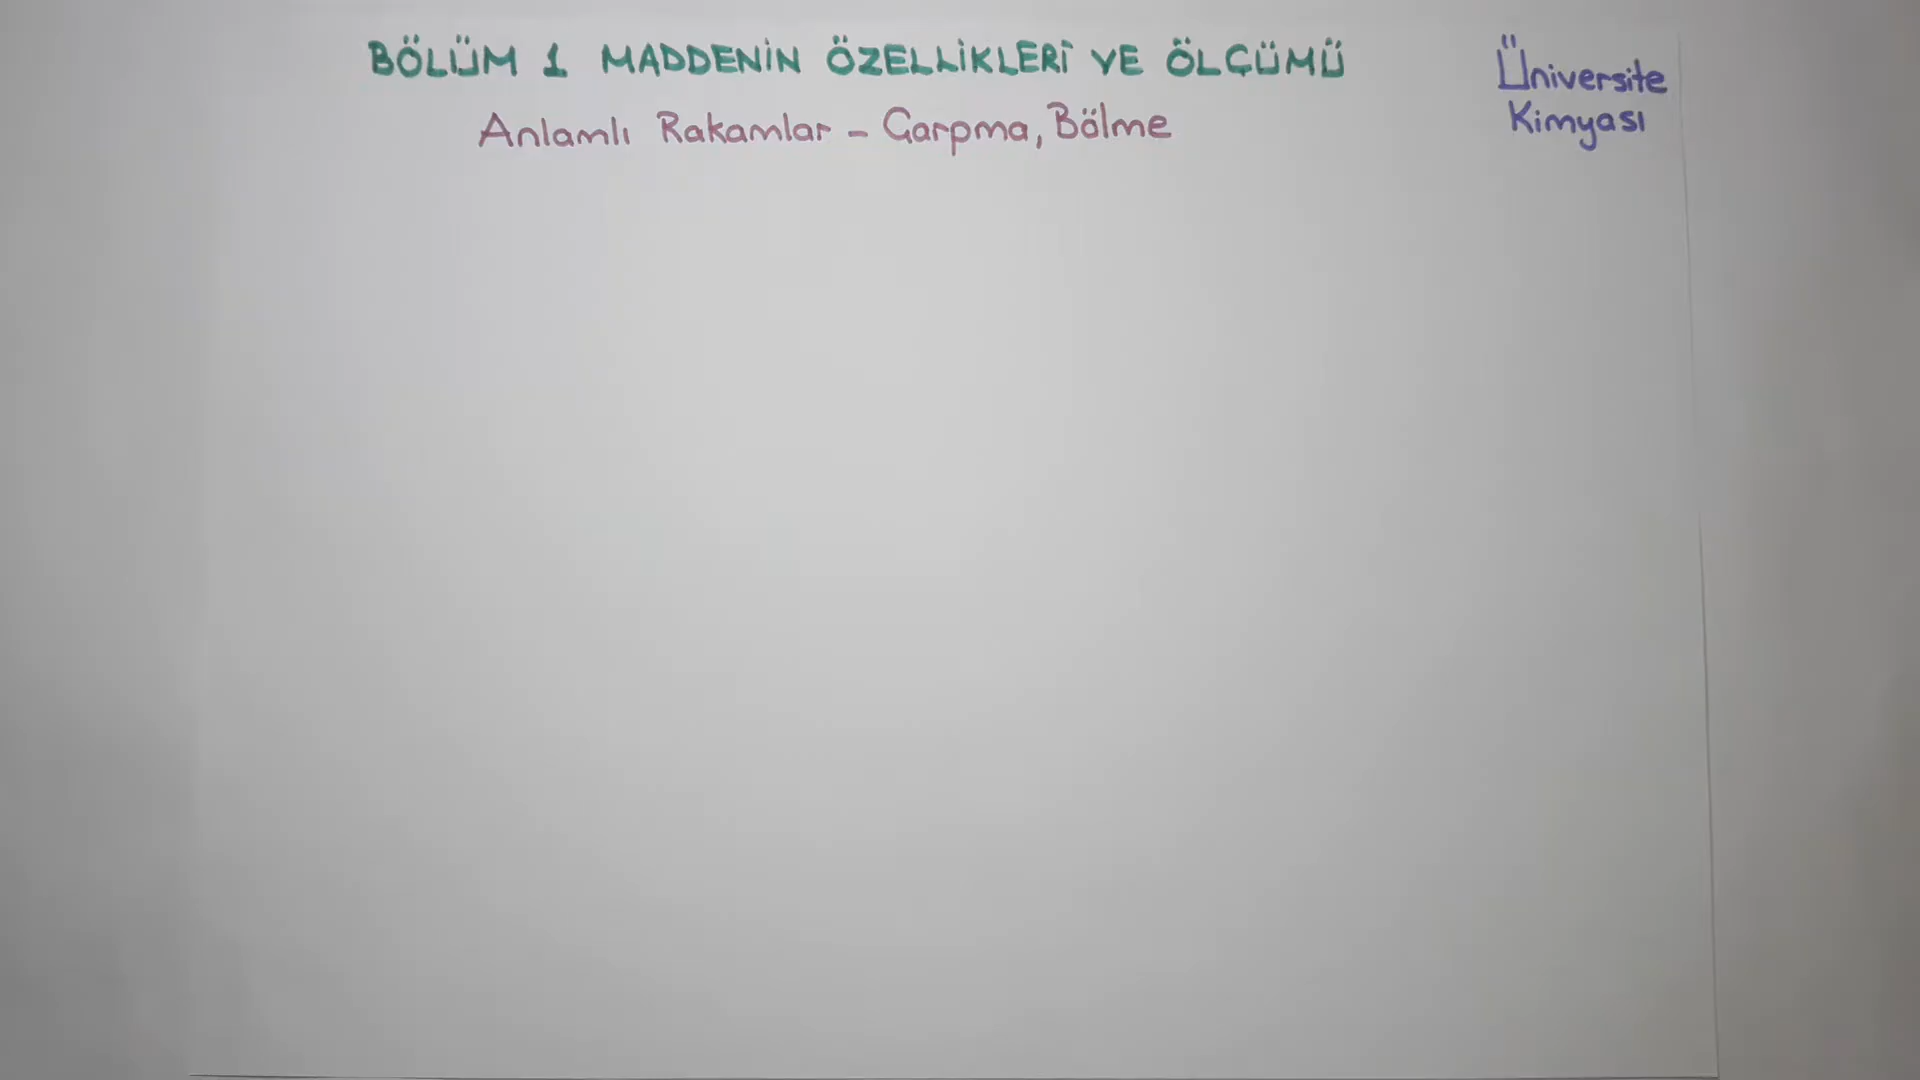 BÖLÜM 1 MADDENİN ÖZELLİKLERİ VE ÖLÇÜMÜ
Anlamlı Rakamlar - Çarpma, Bölme
Üniversite
Kimyası